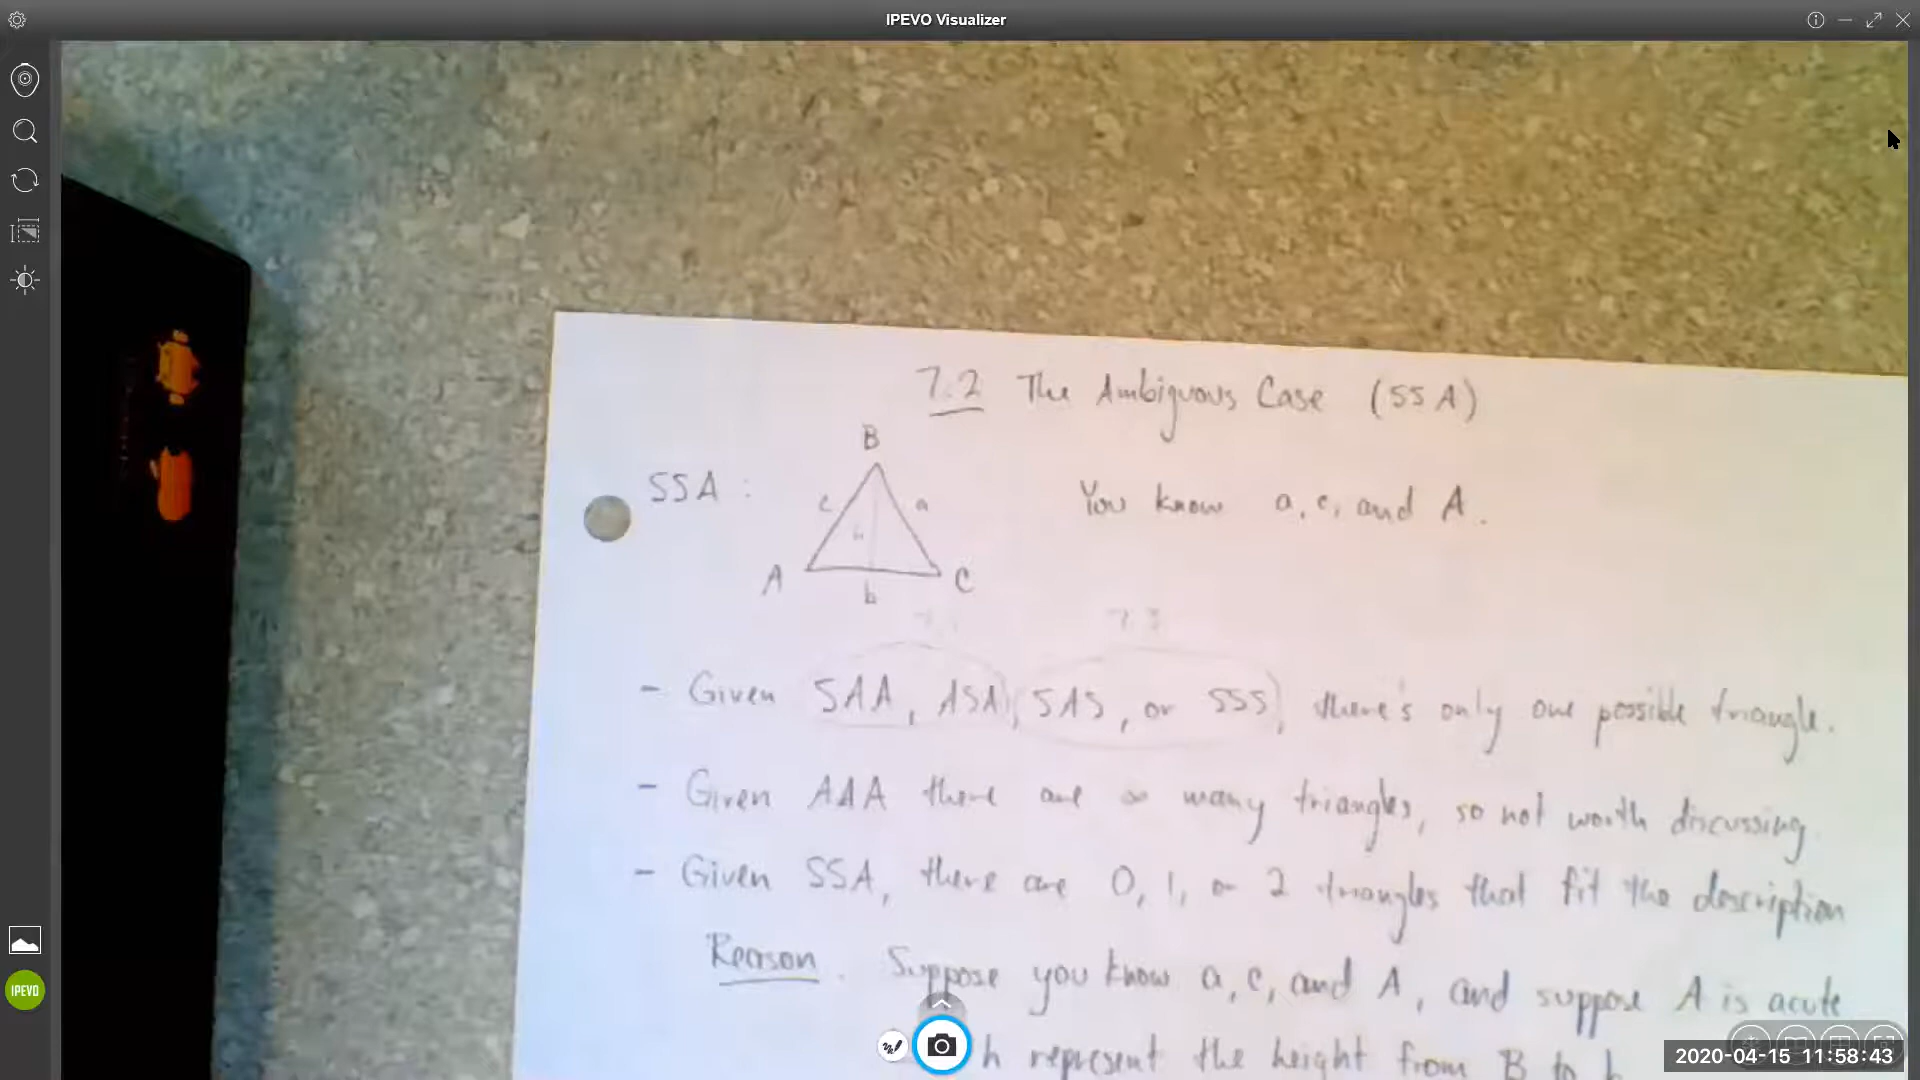 IPEVO Visualizer
7.2 The Ambiguous Case (SSA)
B
SSA :
c
a
You know a, c, and A.
h
A
C
b
7.3
- Given SAA, ASA, SAS, or SSS, there's only one possible triangle.
- Given AAA there are ∞ many triangles, so not worth discussing.
- Given SSA, there are 0, 1, or 2 triangles that fit the description
Reason. Suppose you know a, c, and A, and suppose A is acute
h represent the height from B to b
IPEVO
2020-04-15 11:58:43